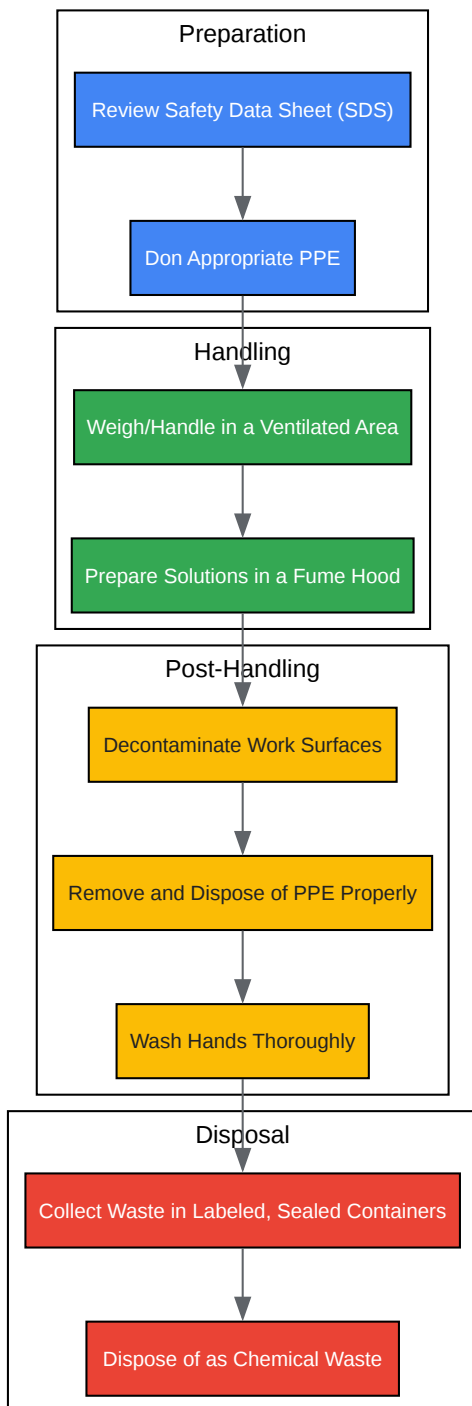 Preparation
Review Safety Data Sheet (SDS)
Don Appropriate PPE
Handling
Weigh/Handle in a Ventilated Area
Prepare Solutions in a Fume Hood
Post-Handling
Decontaminate Work Surfaces
Remove and Dispose of PPE Properly
Wash Hands Thoroughly
Disposal
Collect Waste in Labeled, Sealed Containers
Dispose of as Chemical Waste